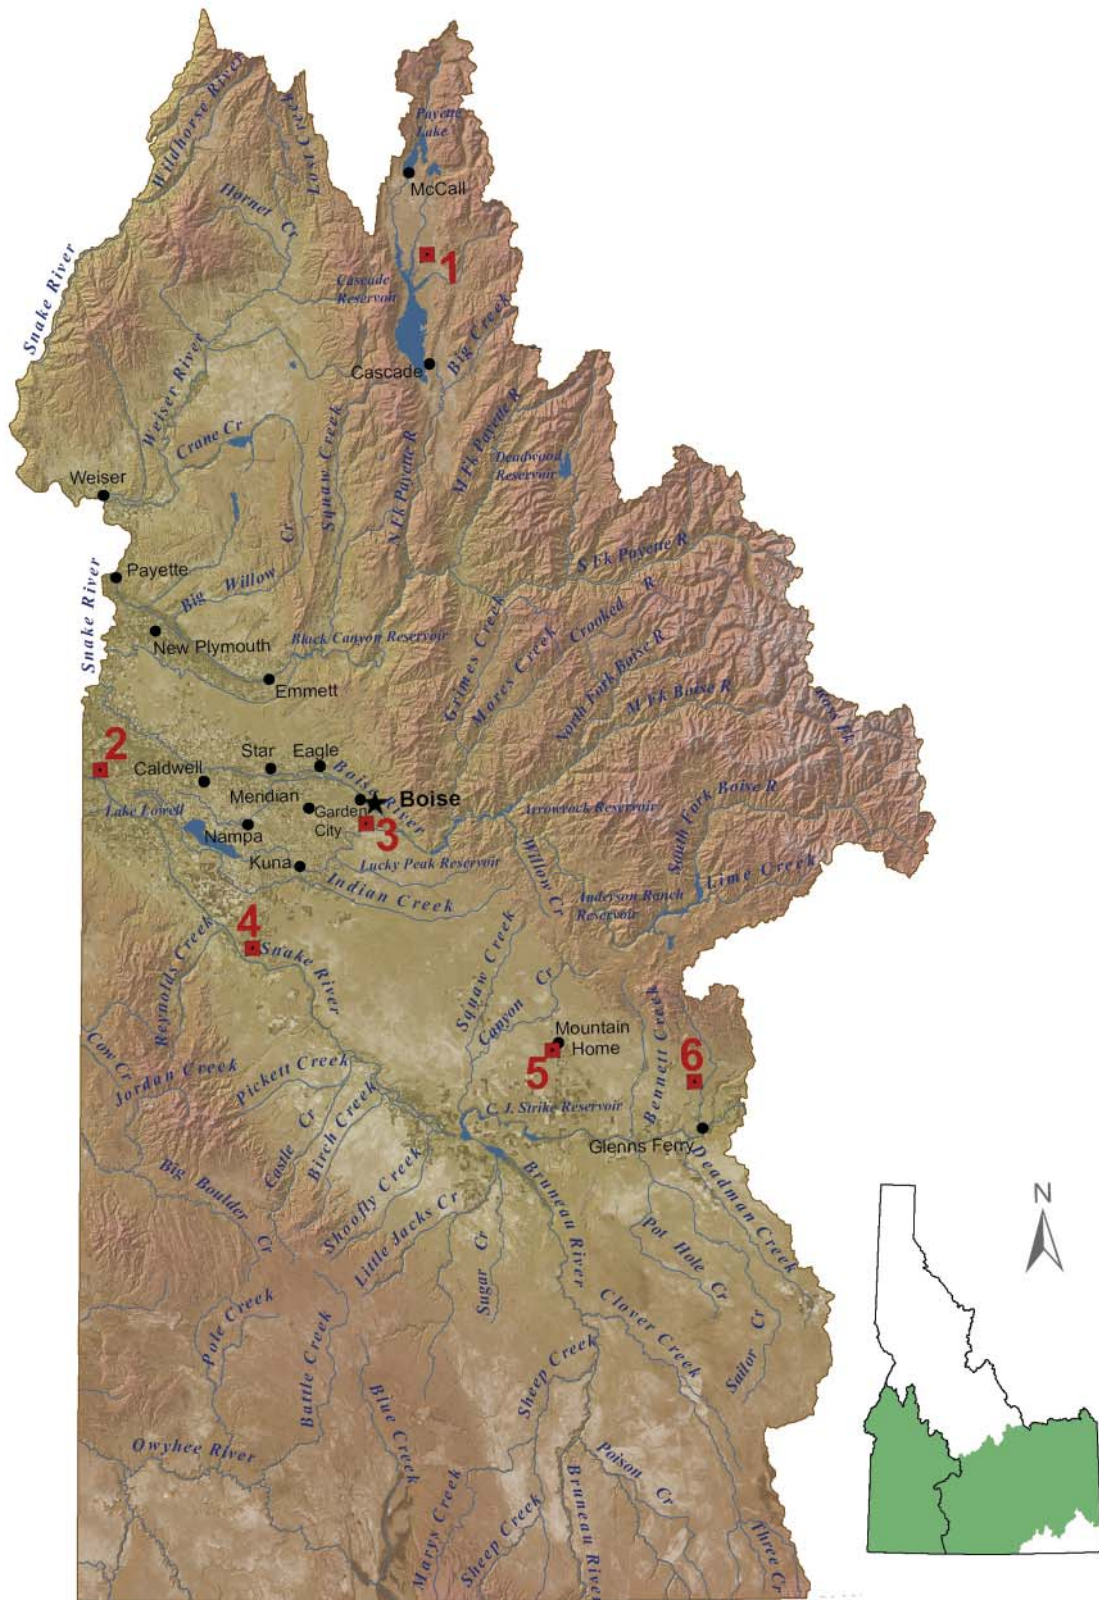 Wildhorse River
Lost Creek
Payette
Lake
McCall
Hornet Cr
Snake River
1
Cascade
Reservoir
Big Creek
Cascade
Weiser River
Crane Cr
Squaw Creek
N Fk Payette R
M Fk Payette R
Deadwood
Reservoir
Weiser
S Fk Payette R
Payette
Big Willow Cr
Snake River
New Plymouth
Black Canyon Reservoir
Emmett
Grimes Creek
Mores Creek
Crooked R
North Fork Boise R
M Fk Boise R
2
Star
Eagle
Caldwell
Boise River
Meridian
Boise
Garden
City
Lake Lowell
Nampa
3
Arrowrock Reservoir
South Fork Boise R
Kuna
Lucky Peak Reservoir
Indian Creek
Willow Cr
Anderson Ranch
Reservoir
Lime Creek
4
Snake River
Reynolds Creek
Squaw Creek
Canyon Cr
Mountain
Home
5
Bennett Creek
6
Cow Cr
Jordan Creek
Pickett Creek
C. J. Strike Reservoir
Glenns Ferry
Castle Cr
Birch Creek
Shoofly Creek
Little Jacks Cr
Sugar Cr
Bruneau River
Deadman Creek
Big Boulder Cr
Pot Hole Cr
N
Pole Creek
Battle Creek
Clover Creek
Sailor Cr
Sheep Creek
Blue Creek
Owyhee River
Marys Creek
Sheep Creek
Bruneau River
Poison Cr
Three Cr